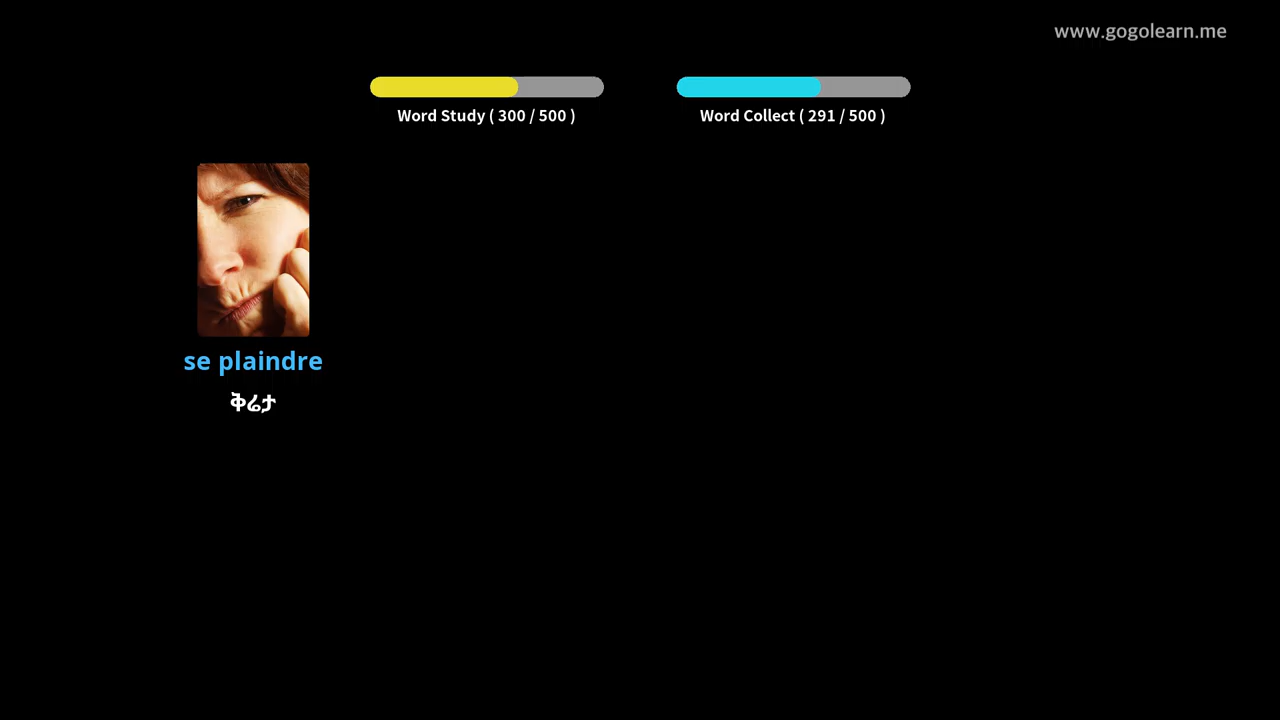 www.gogolearn.me
Word Study ( 300 / 500 )
Word Collect ( 291 / 500 )
se plaindre
ቅሬታ